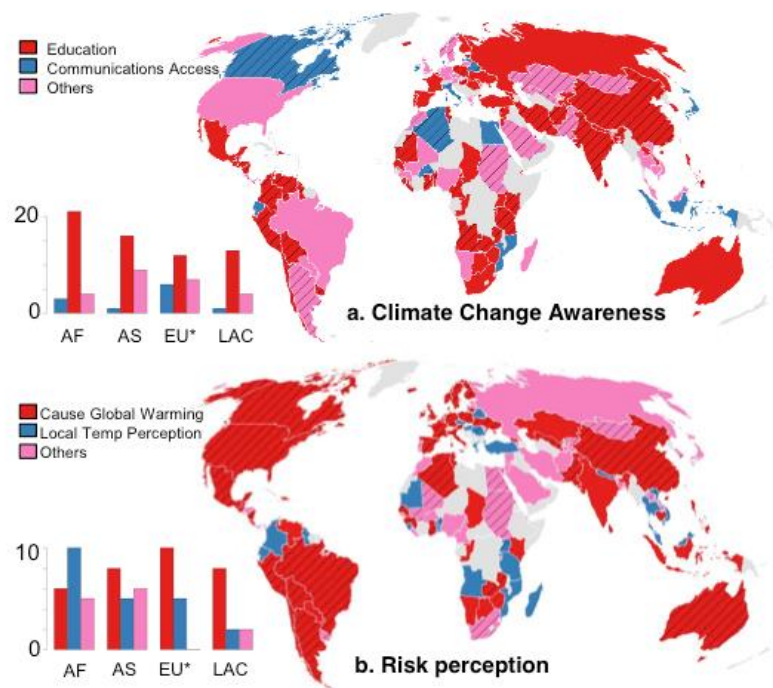 Education
Communications Access
Others
20
0
AF AS EU* LAC
a. Climate Change Awareness
Cause Global Warming
Local Temp Perception
Others
10
0
AF AS EU* LAC
b. Risk perception